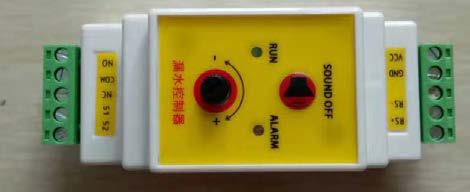 NO
COM
NC
S1
S2
漏水控制器
-
+
RUN
ALARM
SOUND OFF
VCC
GND
RS-
RS+